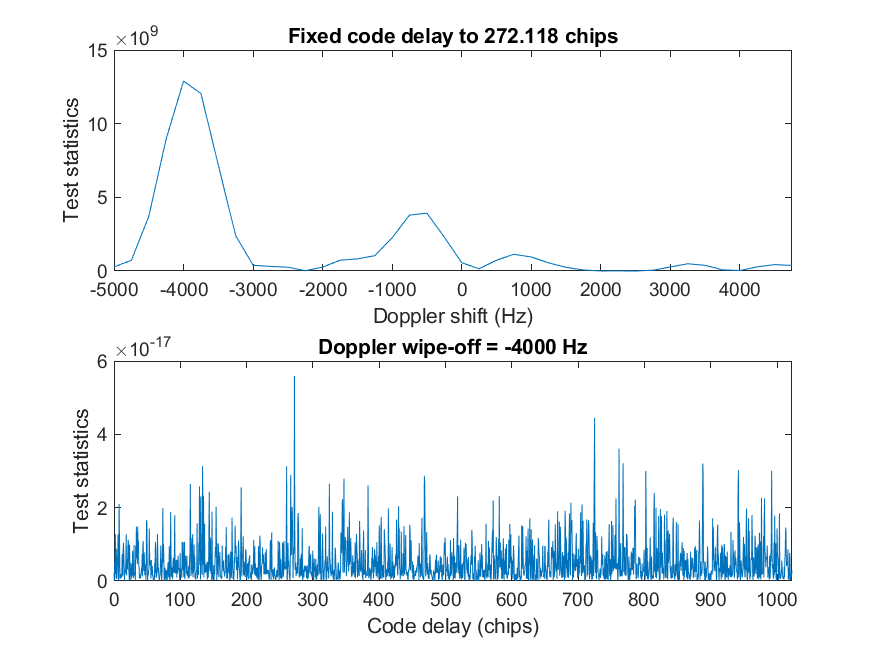 ×10^9
Fixed code delay to 272.118 chips
15
10
5
0
Test statistics
-5000 -4000 -3000 -2000 -1000 0 1000 2000 3000 4000
Doppler shift (Hz)
×10^-17
Doppler wipe-off = -4000 Hz
6
4
2
0
Test statistics
0 100 200 300 400 500 600 700 800 900 1000
Code delay (chips)